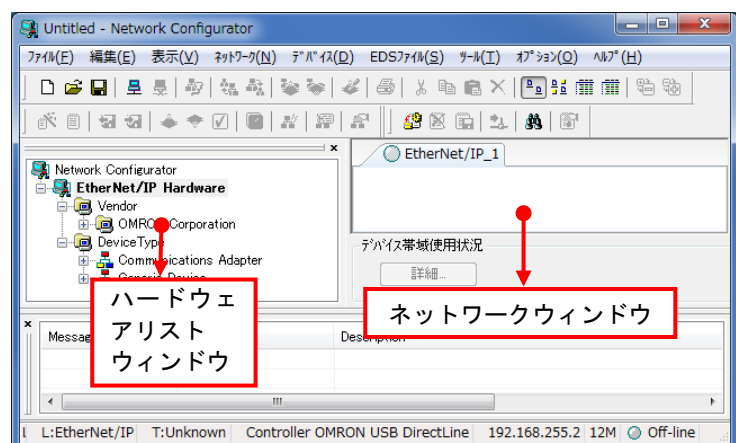 Untitled - Network Configurator
ﾌｧｲﾙ(F) 編集(E) 表示(V) ﾈｯﾄﾜｰｸ(N) ﾃﾞﾊﾞｲｽ(D) EDSﾌｧｲﾙ(S) ﾂｰﾙ(T) ｵﾌﾟｼｮﾝ(O) ﾍﾙﾌﾟ(H)
Network Configurator
EtherNet/IP Hardware
Vendor
OMRON Corporation
DeviceType
Communications Adapter
Generic Device
EtherNet/IP_1
ﾃﾞﾊﾞｲｽ帯域使用状況
詳細...
ハードウェ
アリスト
ウィンドウ
ネットワークウィンドウ
Description
L:EtherNet/IP T:Unknown Controller OMRON USB DirectLine 192.168.255.2 12M Off-line